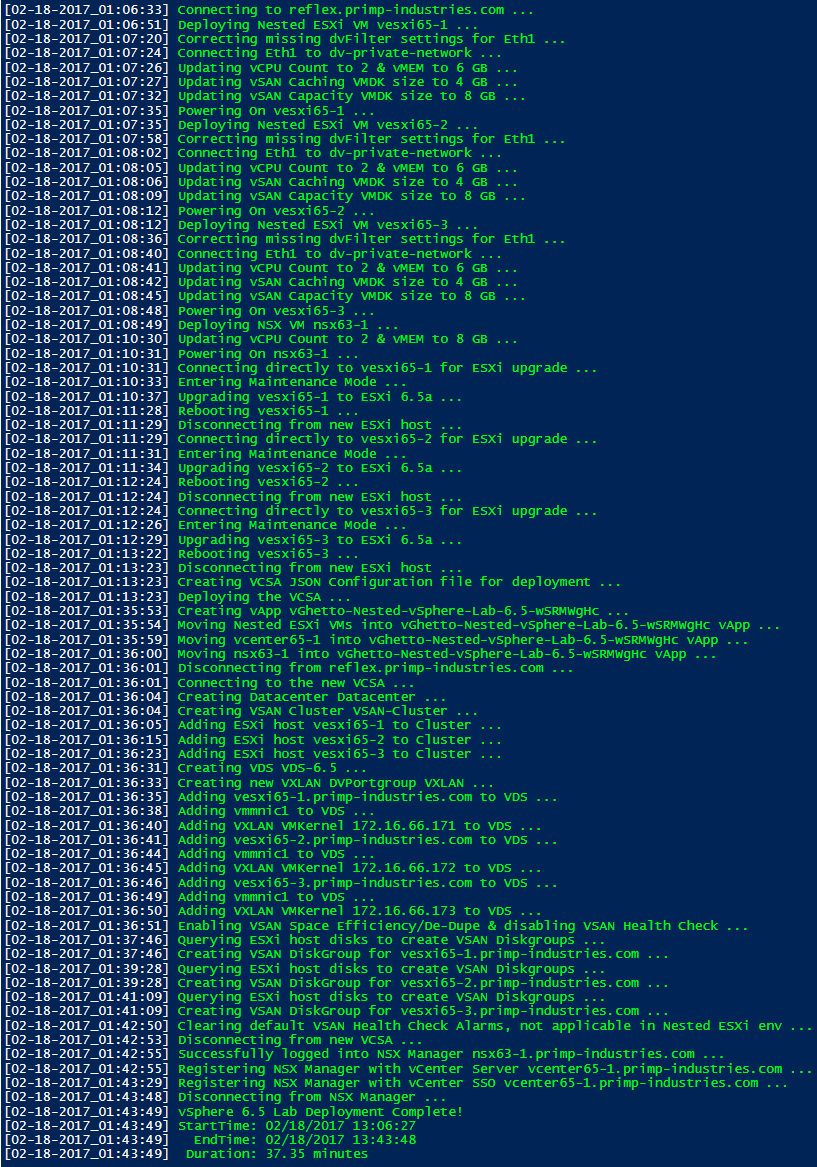 [02-18-2017_01:06:33] Connecting to reflex.primp-industries.com ...
[02-18-2017_01:06:51] Deploying Nested ESXi VM vesxi65-1 ...
[02-18-2017_01:07:20] Correcting missing dvFilter settings for Eth1 ...
[02-18-2017_01:07:24] Connecting Eth1 to dv-private-network ...
[02-18-2017_01:07:26] Updating vCPU Count to 2 & vMEM to 6 GB ...
[02-18-2017_01:07:27] Updating vSAN Caching VMDK size to 4 GB ...
[02-18-2017_01:07:32] Updating vSAN Capacity VMDK size to 8 GB ...
[02-18-2017_01:07:35] Powering On vesxi65-1 ...
[02-18-2017_01:07:35] Deploying Nested ESXi VM vesxi65-2 ...
[02-18-2017_01:07:58] Correcting missing dvFilter settings for Eth1 ...
[02-18-2017_01:08:02] Connecting Eth1 to dv-private-network ...
[02-18-2017_01:08:05] Updating vCPU Count to 2 & vMEM to 6 GB ...
[02-18-2017_01:08:06] Updating vSAN Caching VMDK size to 4 GB ...
[02-18-2017_01:08:09] Updating vSAN Capacity VMDK size to 8 GB ...
[02-18-2017_01:08:12] Powering On vesxi65-2 ...
[02-18-2017_01:08:12] Deploying Nested ESXi VM vesxi65-3 ...
[02-18-2017_01:08:36] Correcting missing dvFilter settings for Eth1 ...
[02-18-2017_01:08:40] Connecting Eth1 to dv-private-network ...
[02-18-2017_01:08:41] Updating vCPU Count to 2 & vMEM to 6 GB ...
[02-18-2017_01:08:42] Updating vSAN Caching VMDK size to 4 GB ...
[02-18-2017_01:08:45] Updating vSAN Capacity VMDK size to 8 GB ...
[02-18-2017_01:08:48] Powering On vesxi65-3 ...
[02-18-2017_01:08:49] Deploying NSX VM nsx63-1 ...
[02-18-2017_01:10:30] Updating vCPU Count to 2 & vMEM to 8 GB ...
[02-18-2017_01:10:31] Powering On nsx63-1 ...
[02-18-2017_01:10:31] Connecting directly to vesxi65-1 for ESXi upgrade ...
[02-18-2017_01:10:33] Entering Maintenance Mode ...
[02-18-2017_01:10:37] Upgrading vesxi65-1 to ESXi 6.5a ...
[02-18-2017_01:11:28] Rebooting vesxi65-1 ...
[02-18-2017_01:11:29] Disconnecting from new ESXi host ...
[02-18-2017_01:11:29] Connecting directly to vesxi65-2 for ESXi upgrade ...
[02-18-2017_01:11:31] Entering Maintenance Mode ...
[02-18-2017_01:11:34] Upgrading vesxi65-2 to ESXi 6.5a ...
[02-18-2017_01:12:24] Rebooting vesxi65-2 ...
[02-18-2017_01:12:24] Disconnecting from new ESXi host ...
[02-18-2017_01:12:24] Connecting directly to vesxi65-3 for ESXi upgrade ...
[02-18-2017_01:12:26] Entering Maintenance Mode ...
[02-18-2017_01:12:29] Upgrading vesxi65-3 to ESXi 6.5a ...
[02-18-2017_01:13:22] Rebooting vesxi65-3 ...
[02-18-2017_01:13:23] Disconnecting from new ESXi host ...
[02-18-2017_01:13:23] Creating VCSA JSON Configuration file for deployment ...
[02-18-2017_01:13:23] Deploying the VCSA ...
[02-18-2017_01:35:53] Creating vApp vGhetto-Nested-vSphere-Lab-6.5-wSRMWgHc ...
[02-18-2017_01:35:54] Moving Nested ESXi VMs into vGhetto-Nested-vSphere-Lab-6.5-wSRMWgHc vApp ...
[02-18-2017_01:35:59] Moving vcenter65-1 into vGhetto-Nested-vSphere-Lab-6.5-wSRMWgHc vApp ...
[02-18-2017_01:36:00] Moving nsx63-1 into vGhetto-Nested-vSphere-Lab-6.5-wSRMWgHc vApp ...
[02-18-2017_01:36:01] Disconnecting from reflex.primp-industries.com ...
[02-18-2017_01:36:01] Connecting to the new VCSA ...
[02-18-2017_01:36:04] Creating Datacenter Datacenter ...
[02-18-2017_01:36:04] Creating VSAN Cluster VSAN-Cluster ...
[02-18-2017_01:36:05] Adding ESXi host vesxi65-1 to Cluster ...
[02-18-2017_01:36:15] Adding ESXi host vesxi65-2 to Cluster ...
[02-18-2017_01:36:23] Adding ESXi host vesxi65-3 to Cluster ...
[02-18-2017_01:36:31] Creating VDS VDS-6.5 ...
[02-18-2017_01:36:33] Creating new VXLAN DVPortgroup VXLAN ...
[02-18-2017_01:36:35] Adding vesxi65-1.primp-industries.com to VDS ...
[02-18-2017_01:36:38] Adding vmmnic1 to VDS ...
[02-18-2017_01:36:40] Adding VXLAN VMKernel 172.16.66.171 to VDS ...
[02-18-2017_01:36:41] Adding vesxi65-2.primp-industries.com to VDS ...
[02-18-2017_01:36:44] Adding vmmnic1 to VDS ...
[02-18-2017_01:36:45] Adding VXLAN VMKernel 172.16.66.172 to VDS ...
[02-18-2017_01:36:46] Adding vesxi65-3.primp-industries.com to VDS ...
[02-18-2017_01:36:49] Adding vmmnic1 to VDS ...
[02-18-2017_01:36:50] Adding VXLAN VMKernel 172.16.66.173 to VDS ...
[02-18-2017_01:36:51] Enabling VSAN Space Efficiency/De-Dupe & disabling VSAN Health Check ...
[02-18-2017_01:37:46] Querying ESXi host disks to create VSAN Diskgroups ...
[02-18-2017_01:37:46] Creating VSAN DiskGroup for vesxi65-1.primp-industries.com ...
[02-18-2017_01:39:28] Querying ESXi host disks to create VSAN Diskgroups ...
[02-18-2017_01:39:28] Creating VSAN DiskGroup for vesxi65-2.primp-industries.com ...
[02-18-2017_01:41:09] Querying ESXi host disks to create VSAN Diskgroups ...
[02-18-2017_01:41:09] Creating VSAN DiskGroup for vesxi65-3.primp-industries.com ...
[02-18-2017_01:42:50] Clearing default VSAN Health Check Alarms, not applicable in Nested ESXi env ...
[02-18-2017_01:42:53] Disconnecting from new VCSA ...
[02-18-2017_01:42:55] Successfully logged into NSX Manager nsx63-1.primp-industries.com ...
[02-18-2017_01:42:55] Registering NSX Manager with vCenter Server vcenter65-1.primp-industries.com ...
[02-18-2017_01:43:29] Registering NSX Manager with vCenter SSO vcenter65-1.primp-industries.com ...
[02-18-2017_01:43:48] Disconnecting from NSX Manager ...
[02-18-2017_01:43:49] vSphere 6.5 Lab Deployment Complete!
[02-18-2017_01:43:49] StartTime: 02/18/2017 13:06:27
[02-18-2017_01:43:49]   EndTime: 02/18/2017 13:43:48
[02-18-2017_01:43:49]  Duration: 37.35 minutes